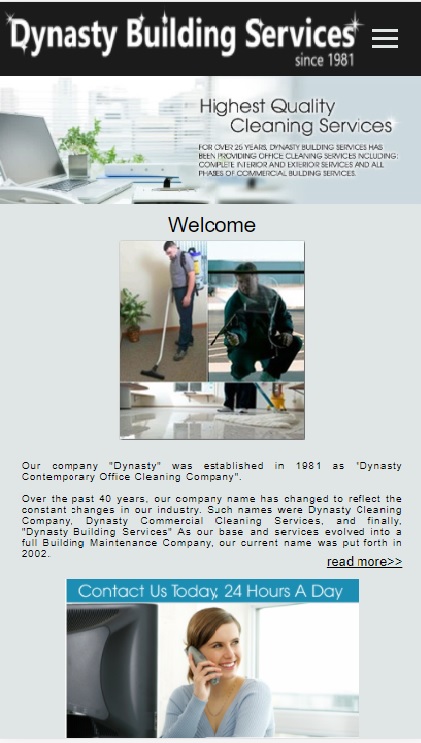 Dynasty Building Services
since 1981
Highest Quality
Cleaning Services
FOR OVER 25 YEARS, DYNASTY BUILDING SERVICES HAS
BEEN PROVIDING OFFICE CLEANING SERVICES INCLUDING:
COMPLETE INTERIOR AND EXTERIOR SERVICES AND ALL
PHASES OF COMMERCIAL BUILDING SERVICES.
Welcome
Our company "Dynasty" was established in 1981 as "Dynasty
Contemporary Office Cleaning Company".
Over the past 40 years, our company name has changed to reflect the
constant changes in our industry. Such names were Dynasty Cleaning
Company, Dynasty Commercial Cleaning Services, and finally,
"Dynasty Building Services" As our base and services evolved into a
full Building Maintenance Company, our current name was put forth in
2002.
read more>>
Contact Us Today, 24 Hours A Day